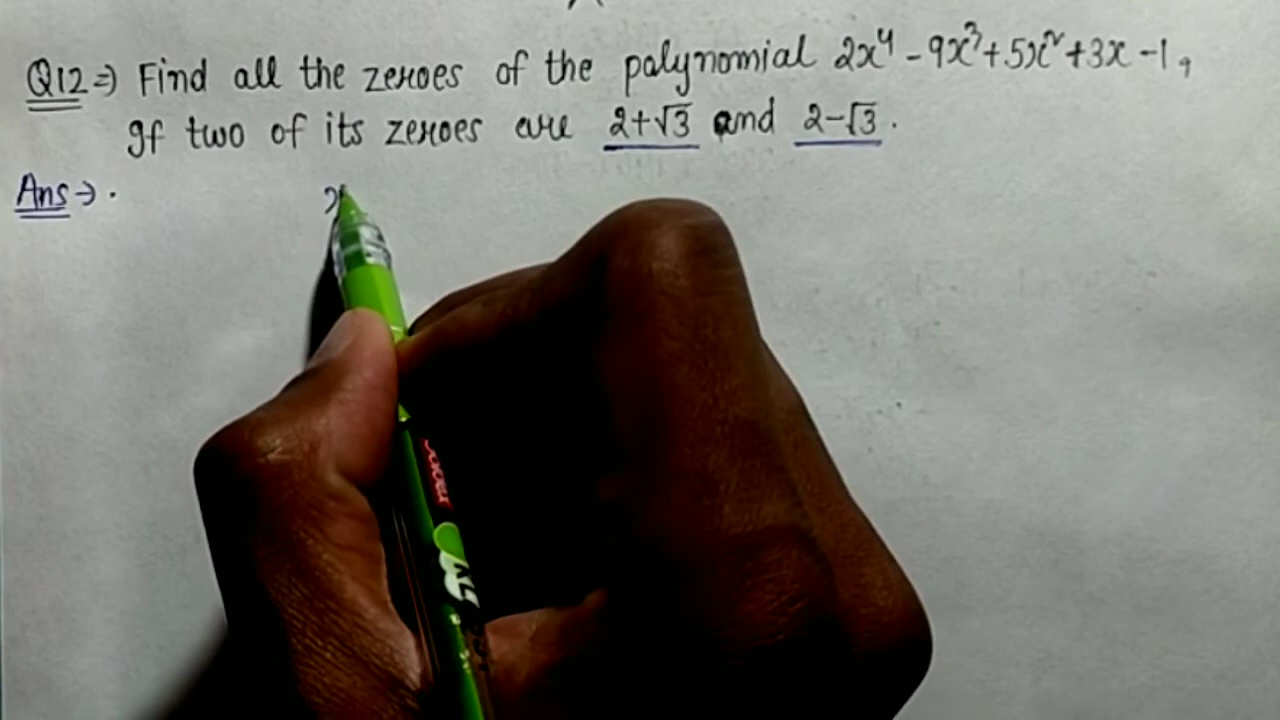 Q12⇒ Find all the zeroes of the polynomial 2x⁴ - 9x³ + 5x² + 3x - 1,
If two of its zeroes are 2+√3 and 2-√3.
Ans → .
x